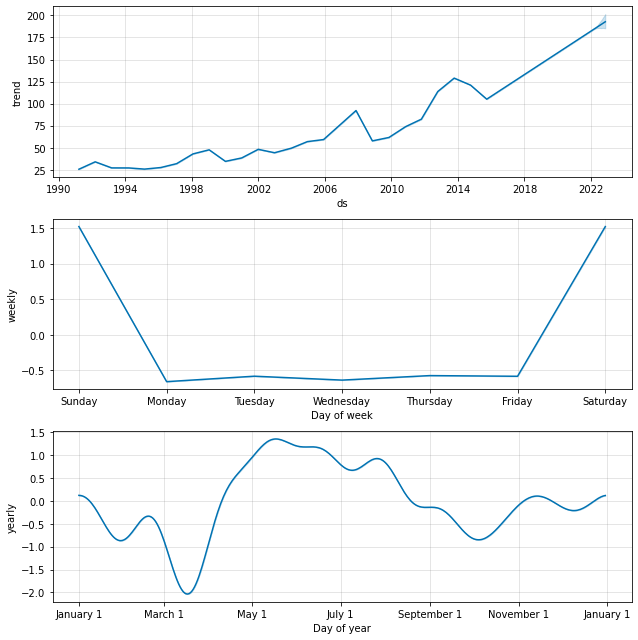 200
175
150
125
100
75
50
25
trend
1990 1994 1998 2002 2006 2010 2014 2018 2022
ds
1.5
1.0
0.5
0.0
−0.5
weekly
Sunday Monday Tuesday Wednesday Thursday Friday Saturday
Day of week
1.5
1.0
0.5
0.0
−0.5
−1.0
−1.5
−2.0
yearly
January 1 March 1 May 1 July 1 September 1 November 1 January 1
Day of year